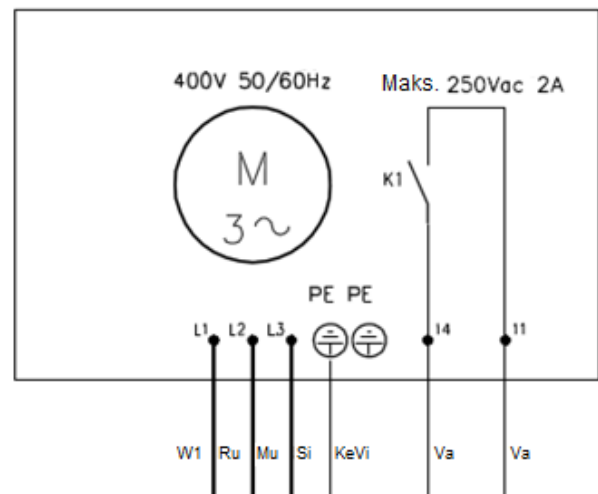 400V 50/60Hz
Maks. 250Vac 2A
M
3~
K1
PE PE
L1 L2 L3 14 11
W1 Ru Mu Si KeVi Va Va